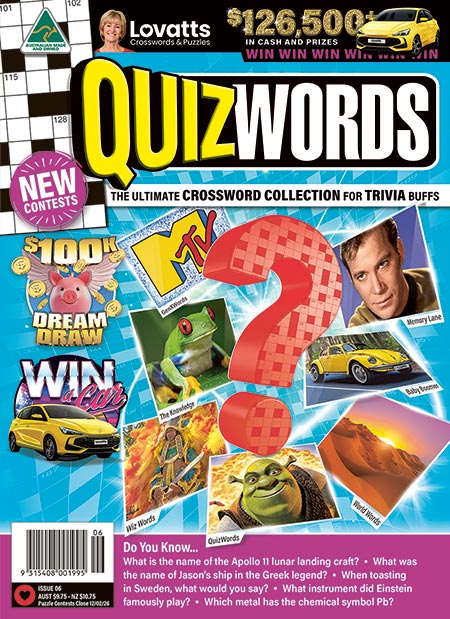 101
102
115
128
AUSTRALIAN MADE
AND OWNED
Lovatts
Crosswords & Puzzles
$126,500+
IN CASH AND PRIZES
WIN WIN WIN WIN WIN WIN
QUIZWORDS
THE ULTIMATE CROSSWORD COLLECTION FOR TRIVIA BUFFS
NEW
CONTESTS
$100K
DREAM
DRAW
WIN
a Car
MTV
GenXWords
Memory Lane
The Knowledge
Baby Boomer
Wiz Words
QuizWords
World Words
Do You Know...
What is the name of the Apollo 11 lunar landing craft? • What was
the name of Jason's ship in the Greek legend? • When toasting
in Sweden, what would you say? • What instrument did Einstein
famously play? • Which metal has the chemical symbol Pb?
06
9 315408 001995
ISSUE 06
AUST $9.75 - NZ $10.75
Puzzle Contests Close 12/02/26